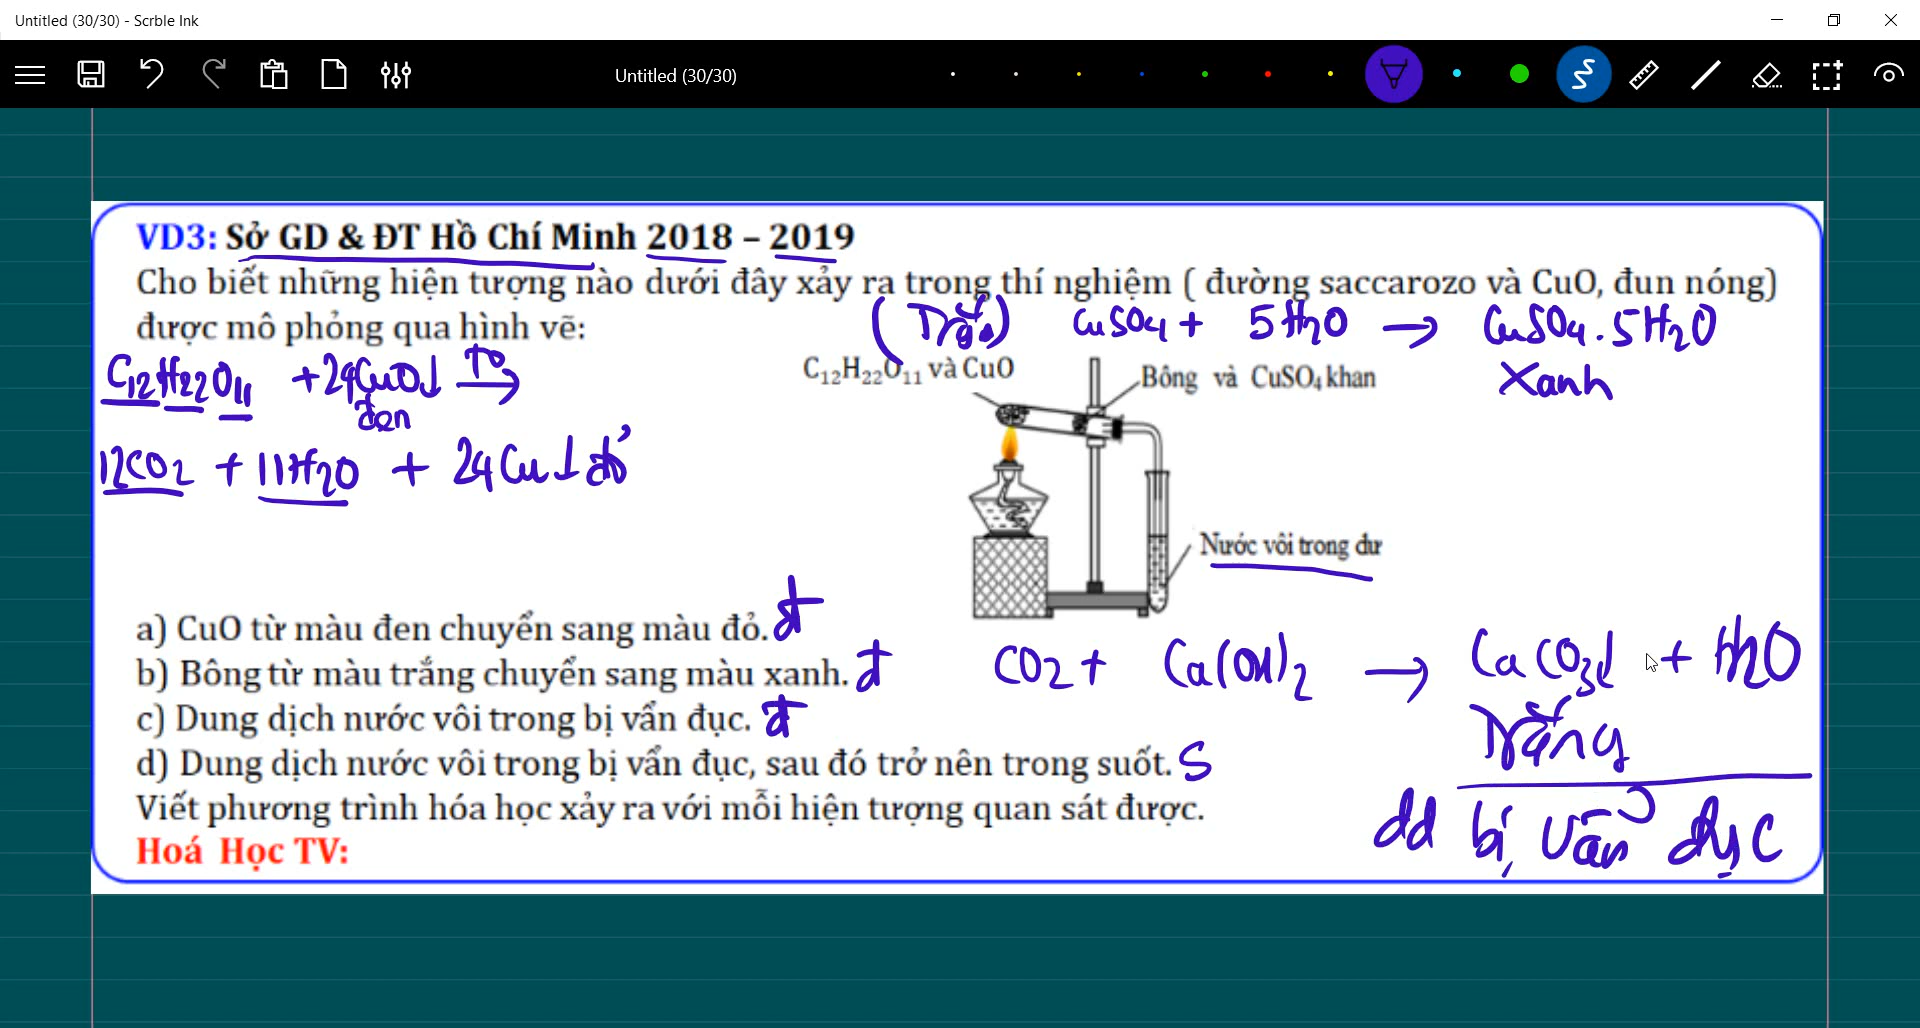 Untitled (30/30) - Scrble Ink
Untitled (30/30)
VD3: Sở GD & ĐT Hồ Chí Minh 2018 – 2019
Cho biết những hiện tượng nào dưới đây xảy ra trong thí nghiệm ( đường saccarozo và CuO, đun nóng)
được mô phỏng qua hình vẽ:
(Trắng) CuSO4 + 5H2O → CuSO4.5H2O
Xanh
C12H22O11 + 24CuO↓ T0 →
đen
12CO2 + 11H2O + 24Cu↓ đỏ
C₁₂H₂₂O₁₁ và CuO
Bông và CuSO₄ khan
Nước vôi trong dư
a) CuO từ màu đen chuyển sang màu đỏ. đ
b) Bông từ màu trắng chuyển sang màu xanh. đ
CO2 + Ca(OH)2 → CaCO3↓ + H2O
Trắng
c) Dung dịch nước vôi trong bị vẩn đục. đ
d) Dung dịch nước vôi trong bị vẩn đục, sau đó trở nên trong suốt. S
Viết phương trình hóa học xảy ra với mỗi hiện tượng quan sát được.
dd bị vẩn đục
Hoá Học TV: